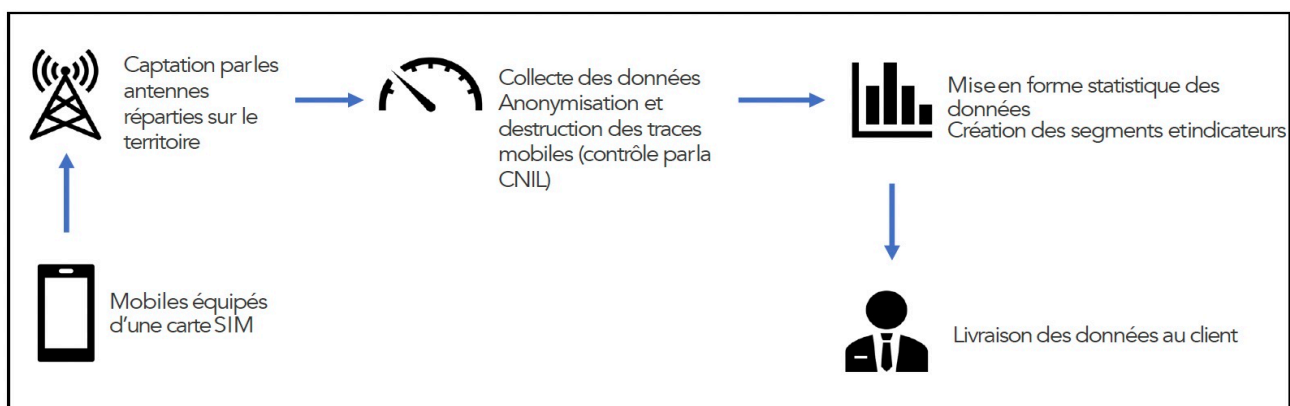 Captation par les
antennes
réparties sur le
territoire
Collecte des données
Anonymisation et
destruction des traces
mobiles (contrôle par la
CNIL)
Mise en forme statistique des
données
Création des segments et indicateurs
Mobiles équipés
d'une carte SIM
Livraison des données au client